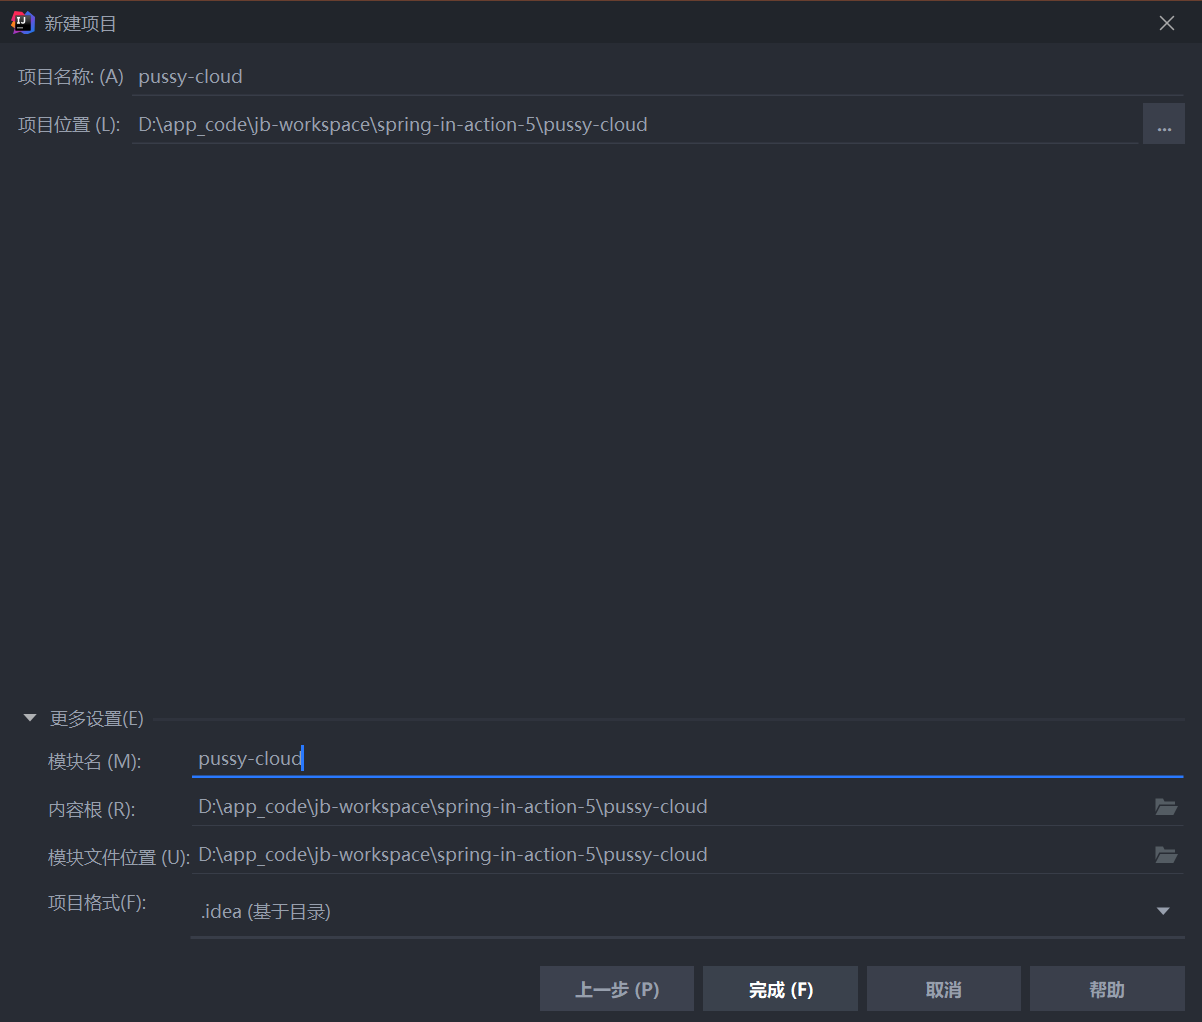 新建项目
项目名称: (A) pussy-cloud
项目位置 (L): D:\app_code\jb-workspace\spring-in-action-5\pussy-cloud ...
更多设置(E)
模块名 (M): pussy-cloud
内容根 (R): D:\app_code\jb-workspace\spring-in-action-5\pussy-cloud
模块文件位置 (U): D:\app_code\jb-workspace\spring-in-action-5\pussy-cloud
项目格式(F): .idea (基于目录)
上一步 (P) 完成 (F) 取消 帮助